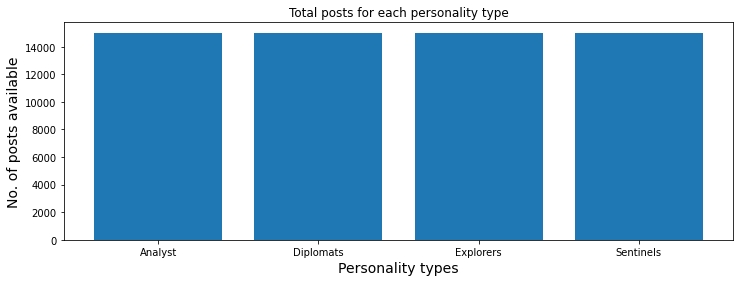 Total posts for each personality type
No. of posts available
14000
12000
10000
8000
6000
4000
2000
0
Analyst
Diplomats
Explorers
Sentinels
Personality types